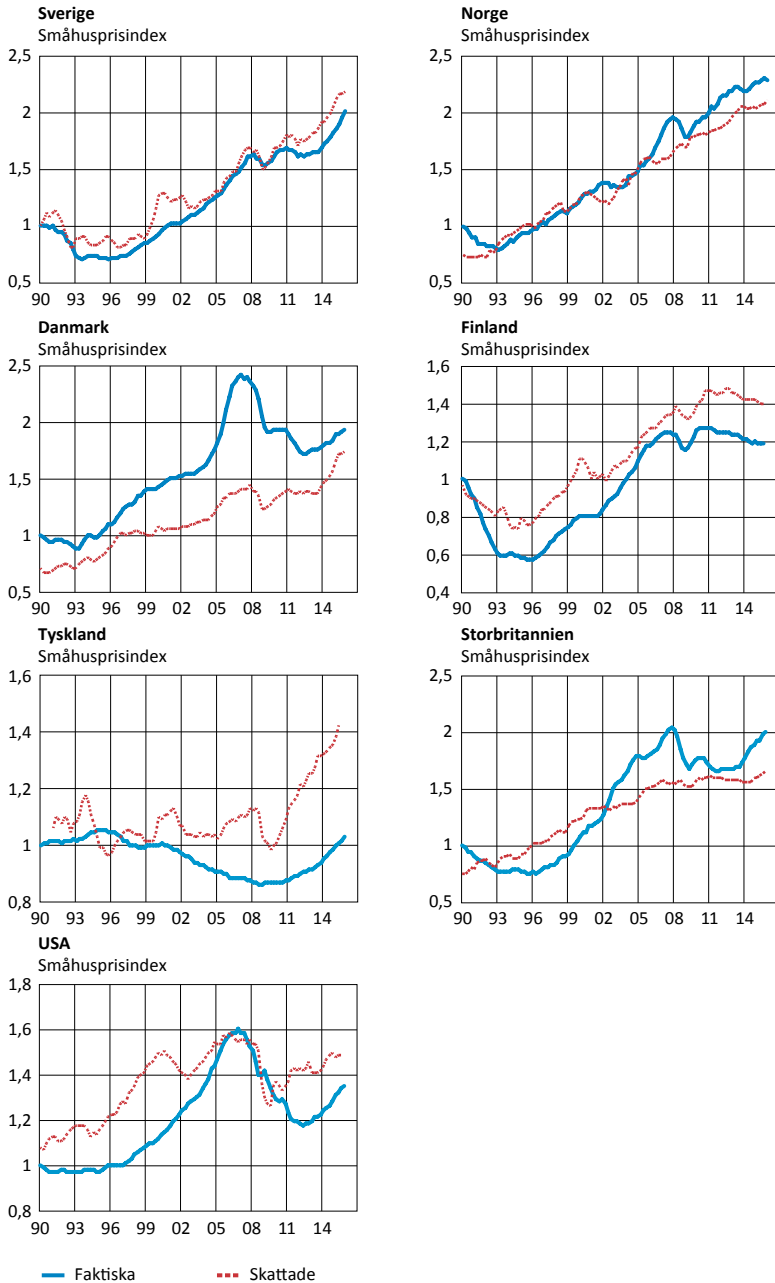 Sverige
Småhusprisindex
2,5
2
1,5
1
0,5
90 93 96 99 02 05 08 11 14
Norge
Småhusprisindex
2,5
2
1,5
1
0,5
90 93 96 99 02 05 08 11 14
Danmark
Småhusprisindex
2,5
2
1,5
1
0,5
90 93 96 99 02 05 08 11 14
Finland
Småhusprisindex
1,6
1,4
1,2
1
0,8
0,6
0,4
90 93 96 99 02 05 08 11 14
Tyskland
Småhusprisindex
1,6
1,4
1,2
1
0,8
90 93 96 99 02 05 08 11 14
Storbritannien
Småhusprisindex
2,5
2
1,5
1
0,5
90 93 96 99 02 05 08 11 14
USA
Småhusprisindex
1,8
1,6
1,4
1,2
1
0,8
90 93 96 99 02 05 08 11 14
Faktiska Skattade